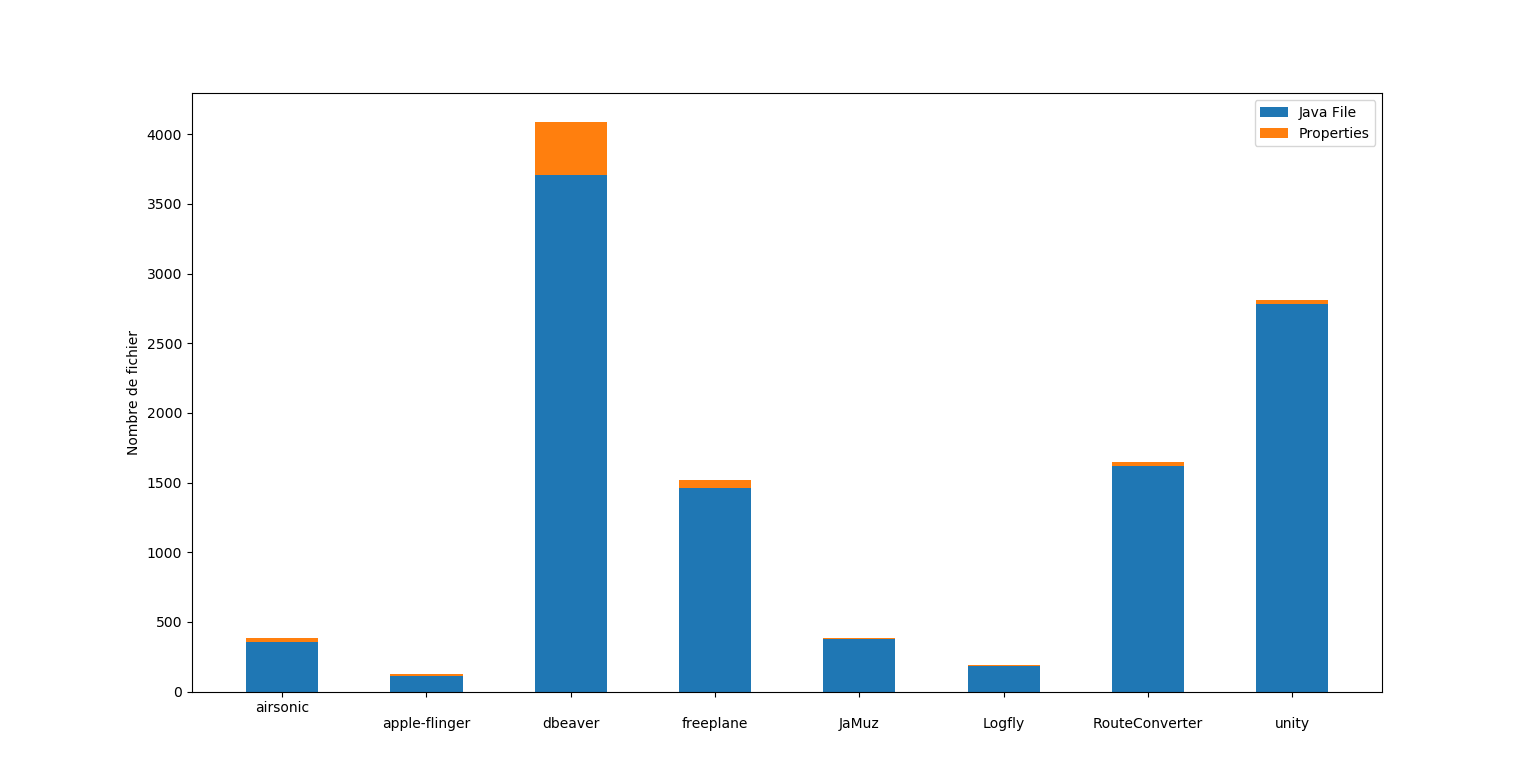 Java File
Properties
4000
3500
3000
2500
2000
1500
1000
500
0
Nombre de fichier
airsonic
apple-flinger
dbeaver
freeplane
JaMuz
Logfly
RouteConverter
unity